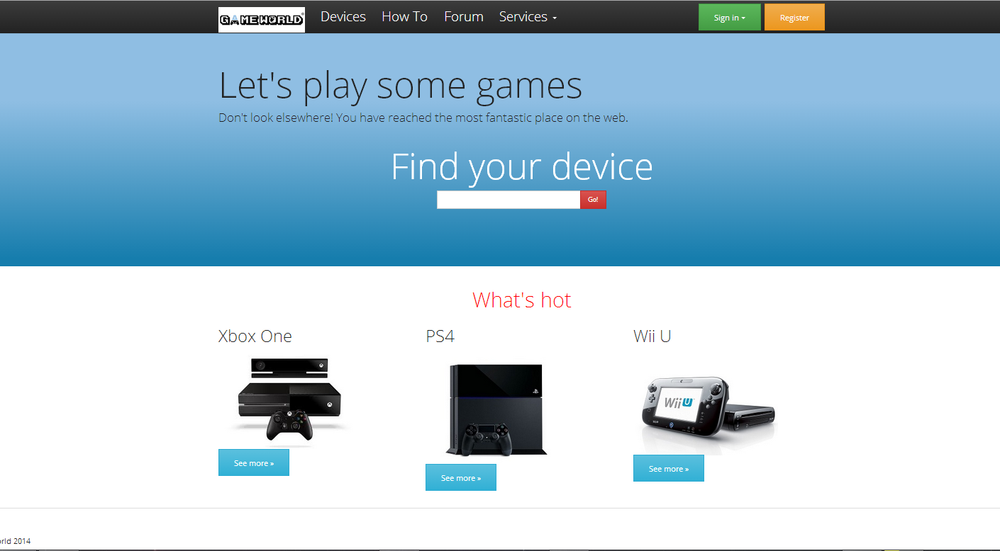 GAMEWORLD Devices How To Forum Services Sign in Register
Let's play some games
Don't look elsewhere! You have reached the most fantastic place on the web.
Find your device
Go!
What's hot
Xbox One PS4 Wii U
Wii U
See more » See more » See more »
rld 2014